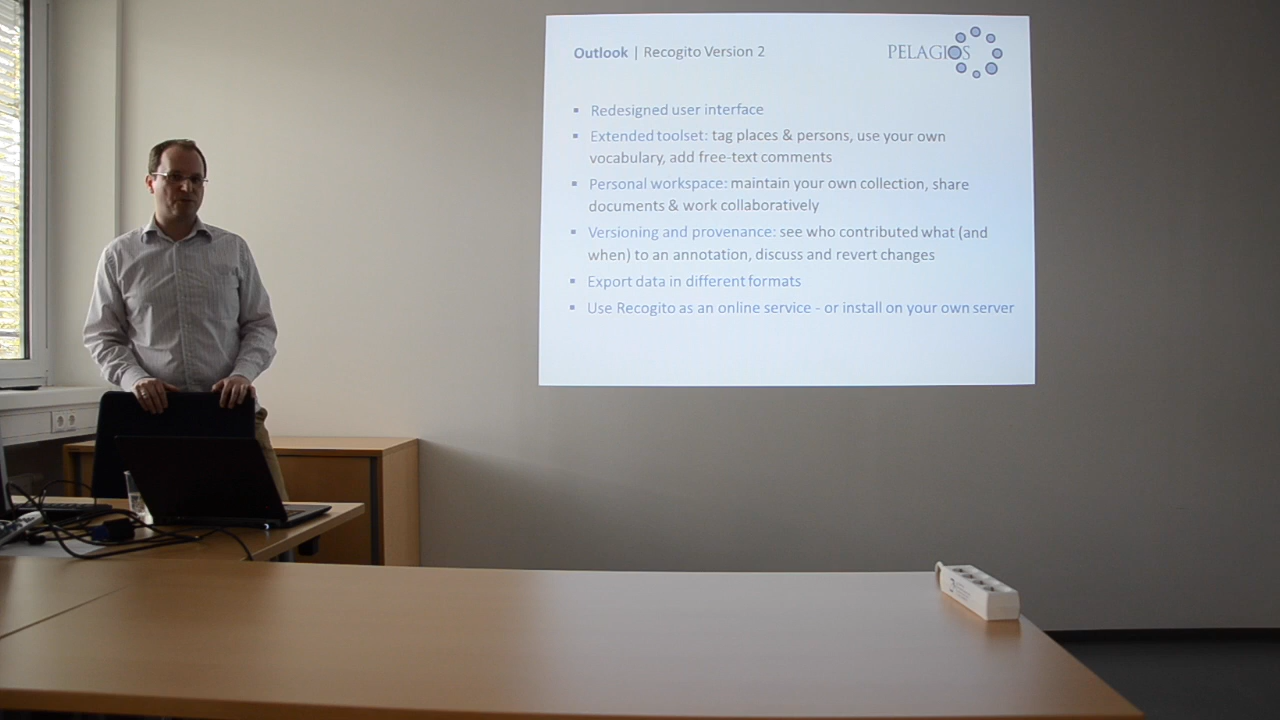 Outlook | Recogito Version 2
PELAGIOS
▪ Redesigned user interface
▪ Extended toolset: tag places & persons, use your own
vocabulary, add free-text comments
▪ Personal workspace: maintain your own collection, share
documents & work collaboratively
▪ Versioning and provenance: see who contributed what (and
when) to an annotation, discuss and revert changes
▪ Export data in different formats
▪ Use Recogito as an online service - or install on your own server